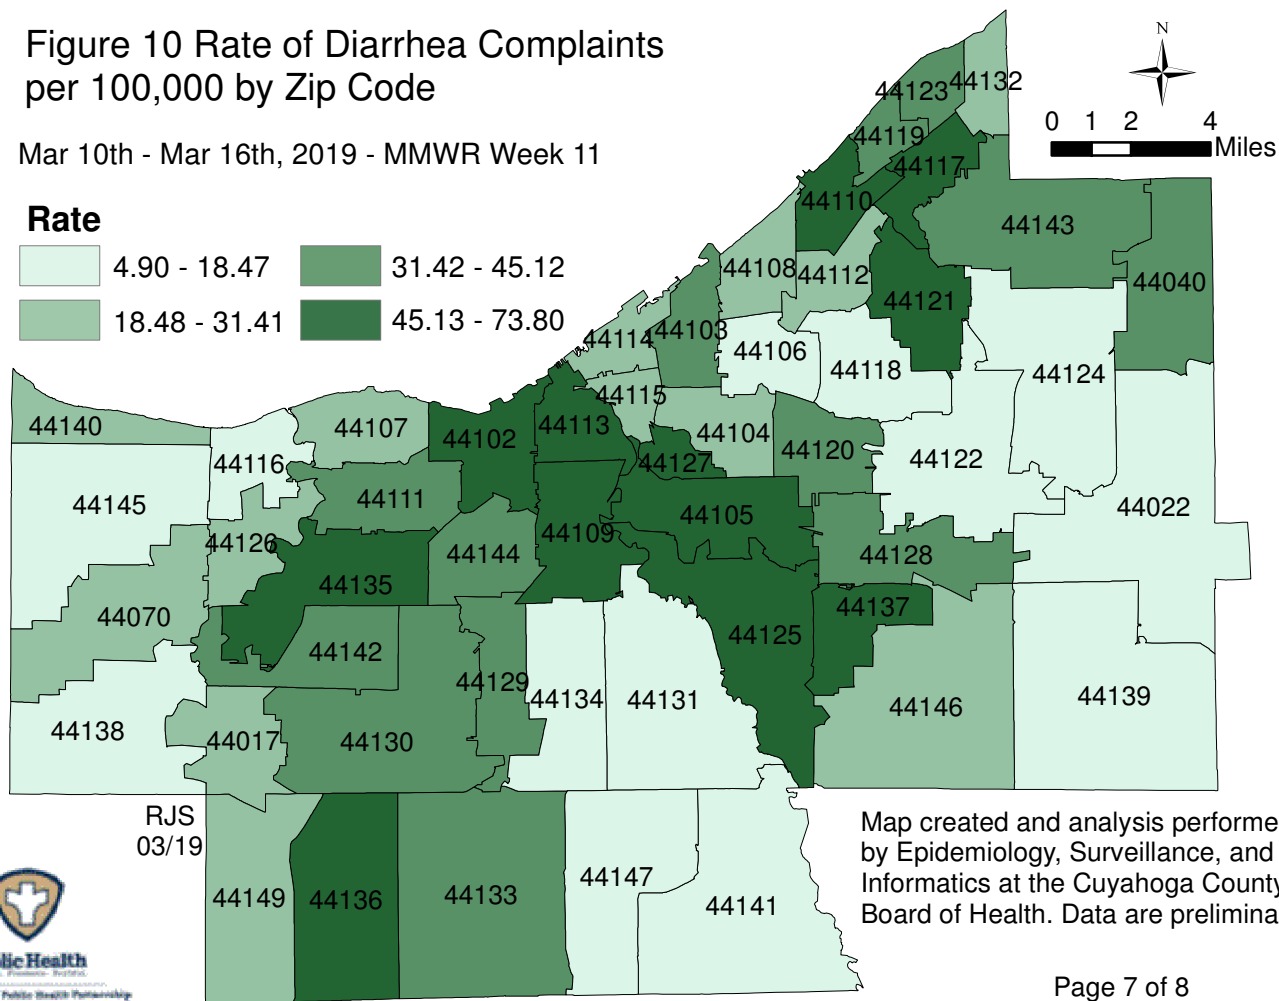 Figure 10 Rate of Diarrhea Complaints
per 100,000 by Zip Code
Mar 10th - Mar 16th, 2019 - MMWR Week 11
Rate
4.90 - 18.47
31.42 - 45.12
18.48 - 31.41
45.13 - 73.80
N
0 1 2 4
Miles
44132
44123
44119
44117
44110
44143
44108
44112
44040
44121
44114
44103
44106
44118
44124
44115
44140
44107
44102
44113
44104
44120
44116
44127
44122
44145
44111
44105
44022
44126
44109
44144
44128
44135
44070
44137
44125
44142
44129
44134
44131
44146
44139
44138
44017
44130
RJS
03/19
44149
44136
44133
44147
44141
Map created and analysis performe
by Epidemiology, Surveillance, and
Informatics at the Cuyahoga County
Board of Health. Data are prelimina
lic Health
Public Health Partnership
Page 7 of 8